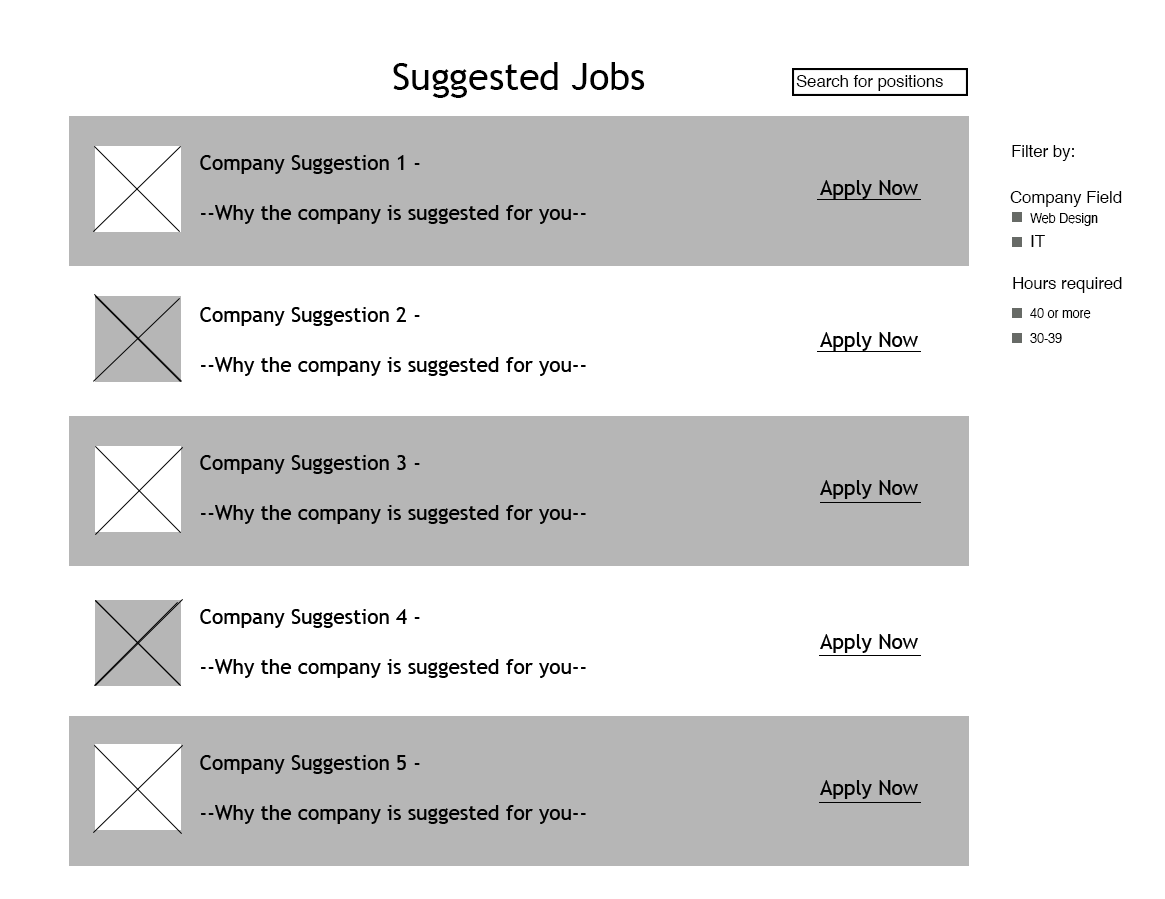 Suggested Jobs
Search for positions
Company Suggestion 1 -
--Why the company is suggested for you--
Apply Now
Company Suggestion 2 -
--Why the company is suggested for you--
Apply Now
Company Suggestion 3 -
--Why the company is suggested for you--
Apply Now
Company Suggestion 4 -
--Why the company is suggested for you--
Apply Now
Company Suggestion 5 -
--Why the company is suggested for you--
Apply Now
Filter by:
Company Field
Web Design
IT
Hours required
40 or more
30-39